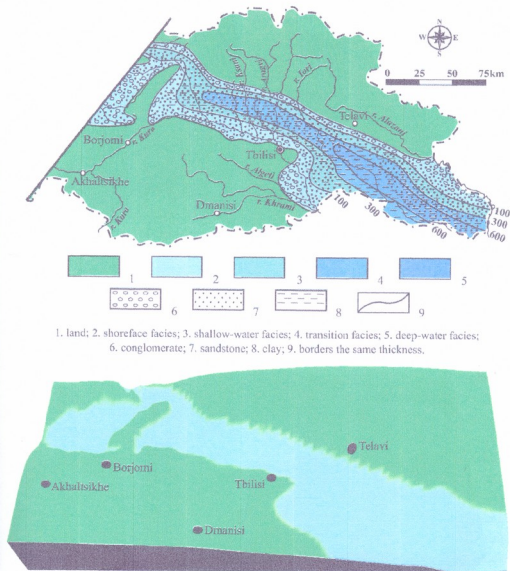 N
W E
S
0 25 50 75km
r. Iori
Telavi
r. Alazani
Borjomi
r. Kura
Tbilisi
Akhaltsikhe
r. Algeti
Dmanisi
r. Khrami
r. Kura
100
300
600
100
300
600
1 2 3 4 5
6 7 8 9
1. land; 2. shoreface facies; 3. shallow-water facies; 4. transition facies; 5. deep-water facies;
6. conglomerate; 7. sandstone; 8. clay; 9. borders the same thickness.
Telavi
Borjomi
Tbilisi
Akhaltsikhe
Dmanisi